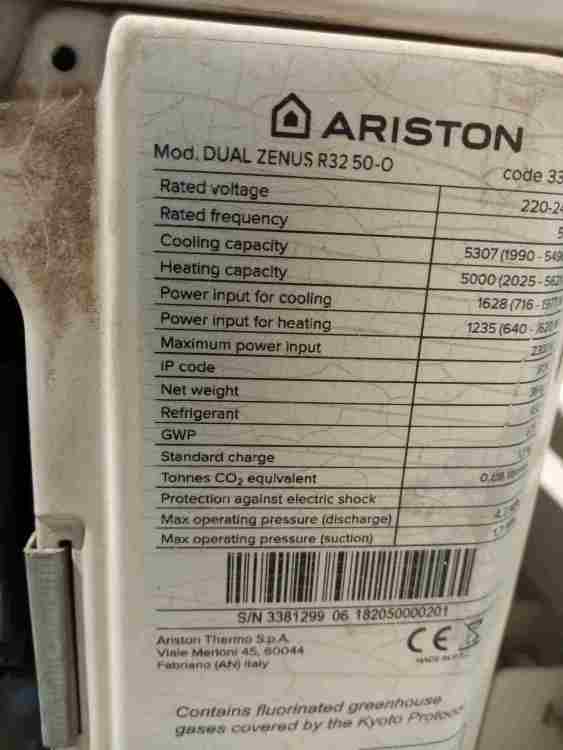 ARISTON
Mod. DUAL ZENUS R32 50-O code 33
Rated voltage 220-24
Rated frequency 5
Cooling capacity 5307 (1990 - 549
Heating capacity 5000 (2025 - 562
Power input for cooling 1628 (716 -
Power input for heating 1235 (640 -
Maximum power input
IP code
Net weight
Refrigerant
GWP
Standard charge
Tonnes CO₂ equivalent
Protection against electric shock
Max operating pressure (discharge)
Max operating pressure (suction)
S/N 3381299 06 182050000201
Ariston Thermo S.p.A.
Viale Merloni 45, 60044
Fabriano (AN) Italy
CE
MADE IN
Contains fluorinated greenhouse
gases covered by the Kyoto Protoco